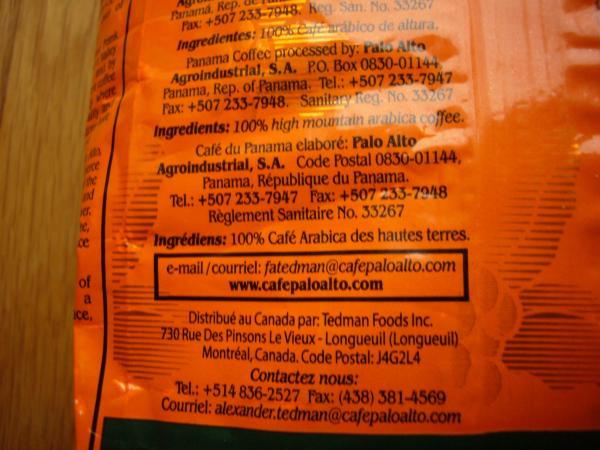 Panamá, Rep. de
Fax: +507 233-7948. Reg. San. No. 33267
Ingredientes: 100% Café arábico de altura.
Panama Coffee processed by: Palo Alto
Agroindustrial, S.A. P.O. Box 0830-01144,
Panama, Rep. of Panama. Tel.: +507 233-7947
Fax: +507 233-7948. Sanitary Reg. No. 33267
Ingredients: 100% high mountain arabica coffee.
Café du Panama elaboré: Palo Alto
Agroindustrial, S.A. Code Postal 0830-01144,
Panama, République du Panama.
Tel.: +507 233-7947 Fax: +507 233-7948
Règlement Sanitaire No. 33267
Ingrédiens: 100% Café Arabica des hautes terres.
e-mail/courriel: fatedman@cafepaloalto.com
www.cafepaloalto.com
Distribué au Canada par: Tedman Foods Inc.
730 Rue Des Pinsons Le Vieux - Longueuil (Longueuil)
Montréal, Canada. Code Postal: J4G2L4
Contactez nous:
Tel.: +514 836-2527 Fax: (438) 381-4569
Courriel: alexander.tedman@cafepaloalto.com
of
a